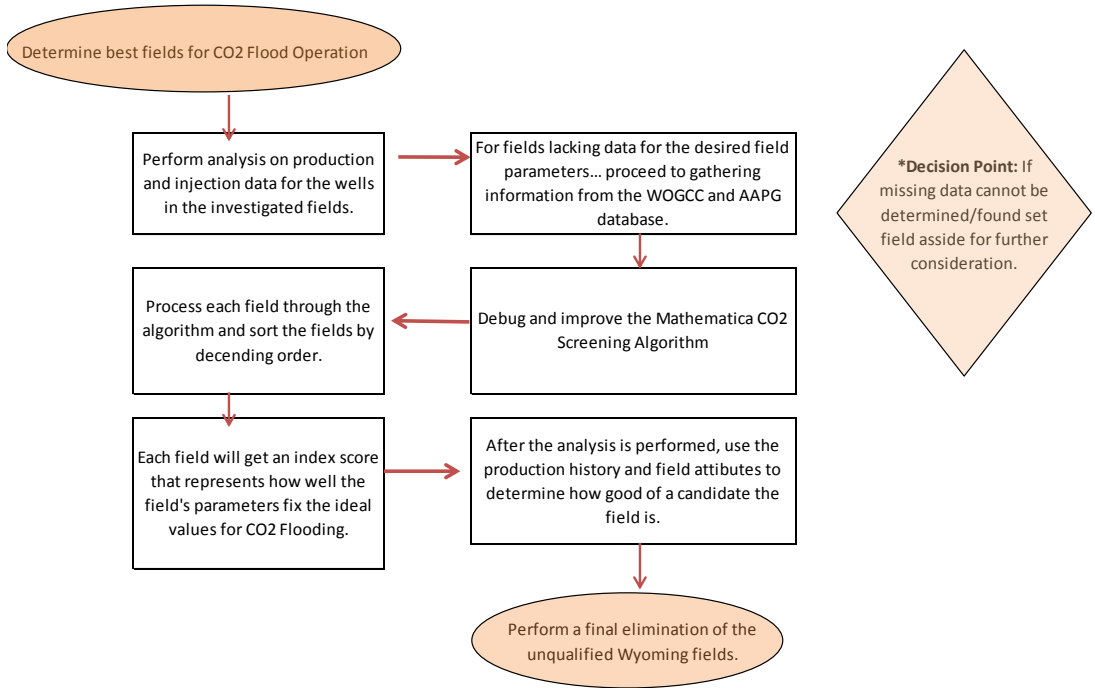 Determine best fields for CO2 Flood Operation
Perform analysis on production
and injection data for the wells
in the investigated fields.
For fields lacking data for the desired field
parameters... proceed to gathering
information from the WOGCC and AAPG
database.
*Decision Point: If
missing data cannot be
determined/found set
field asside for further
consideration.
Process each field through the
algorithm and sort the fields by
decending order.
Debug and improve the Mathematica CO2
Screening Algorithm
Each field will get an index score
that represents how well the
field's parameters fix the ideal
values for CO2 Flooding.
After the analysis is performed, use the
production history and field attibutes to
determine how good of a candidate the
field is.
Perform a final elimination of the
unqualified Wyoming fields.